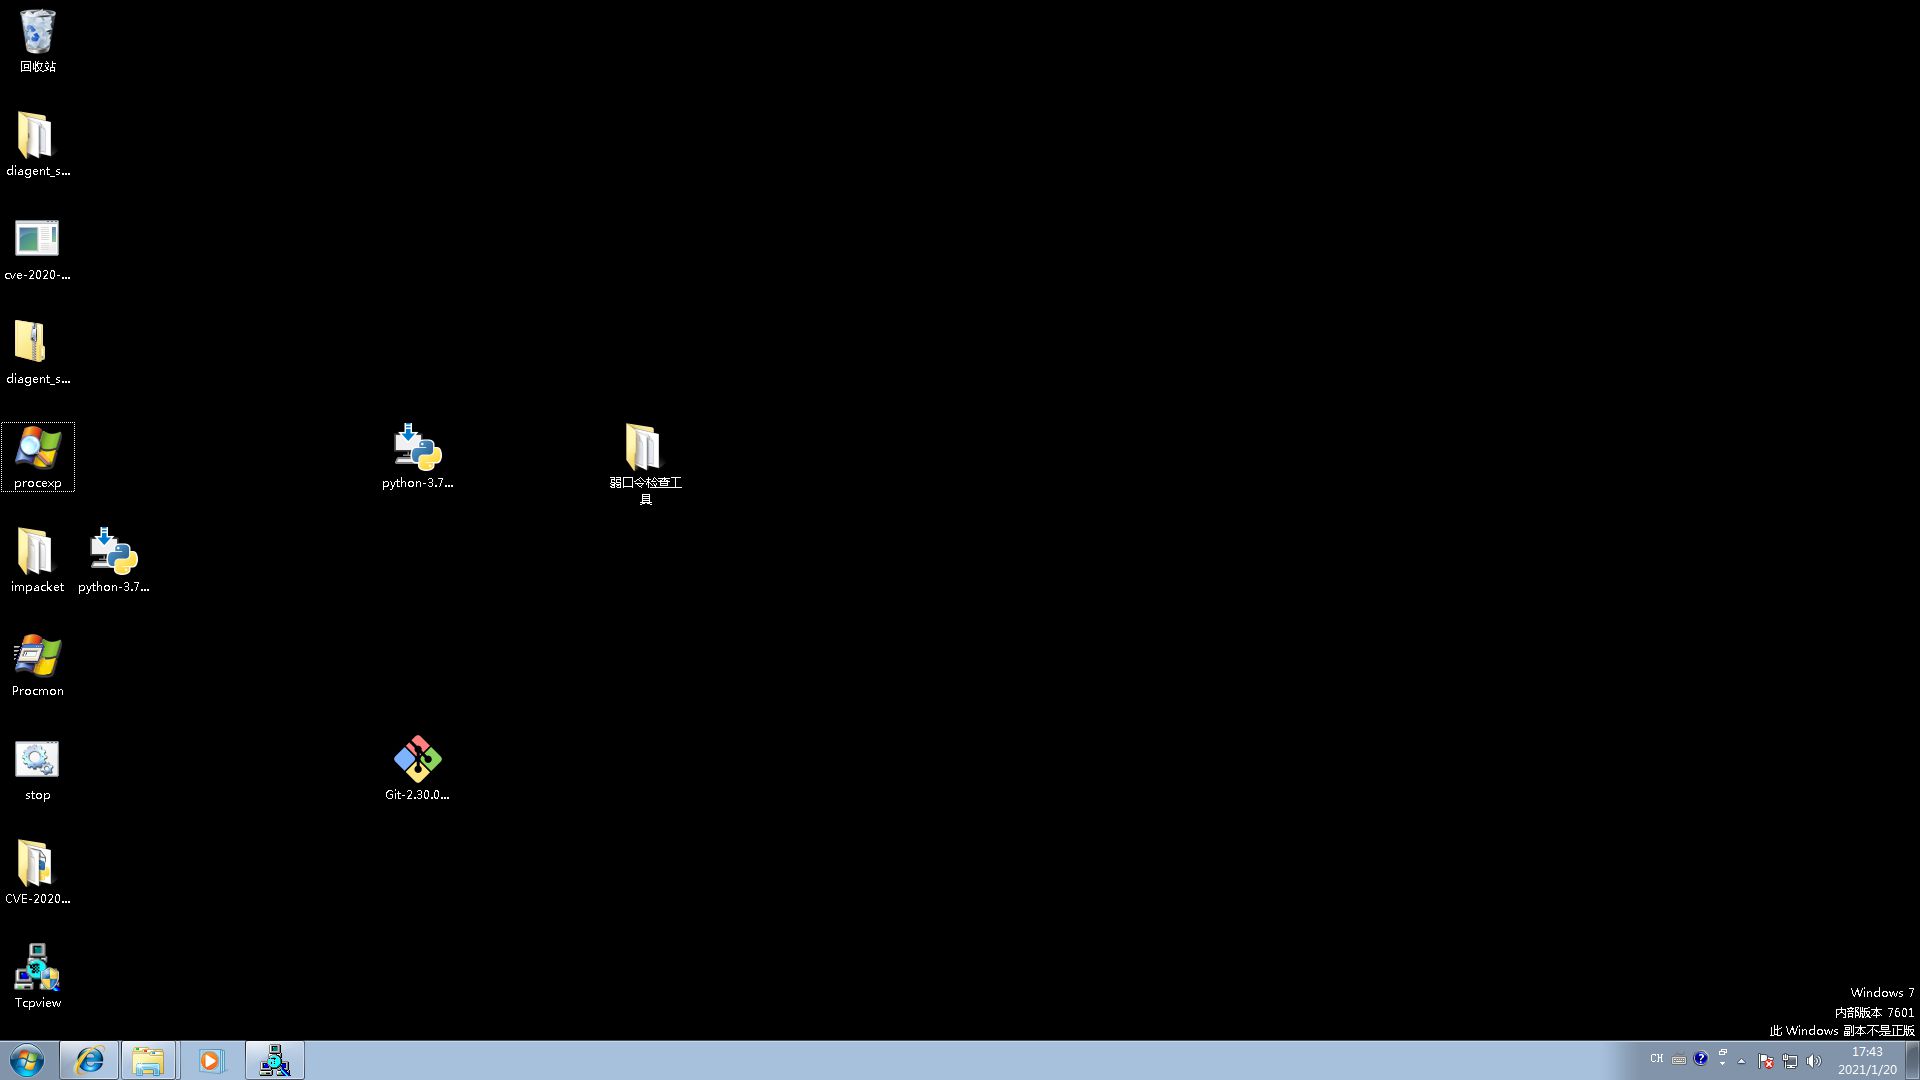 回收站
diagent_s...
cve-2020-...
diagent_s...
procexp
python-3.7...
弱口令检查工
具
impacket
python-3.7...
Procmon
stop
Git-2.30.0...
CVE-2020...
Tcpview
Windows 7
内部版本 7601
此 Windows 副本不是正版
CH
17:43
2021/1/20